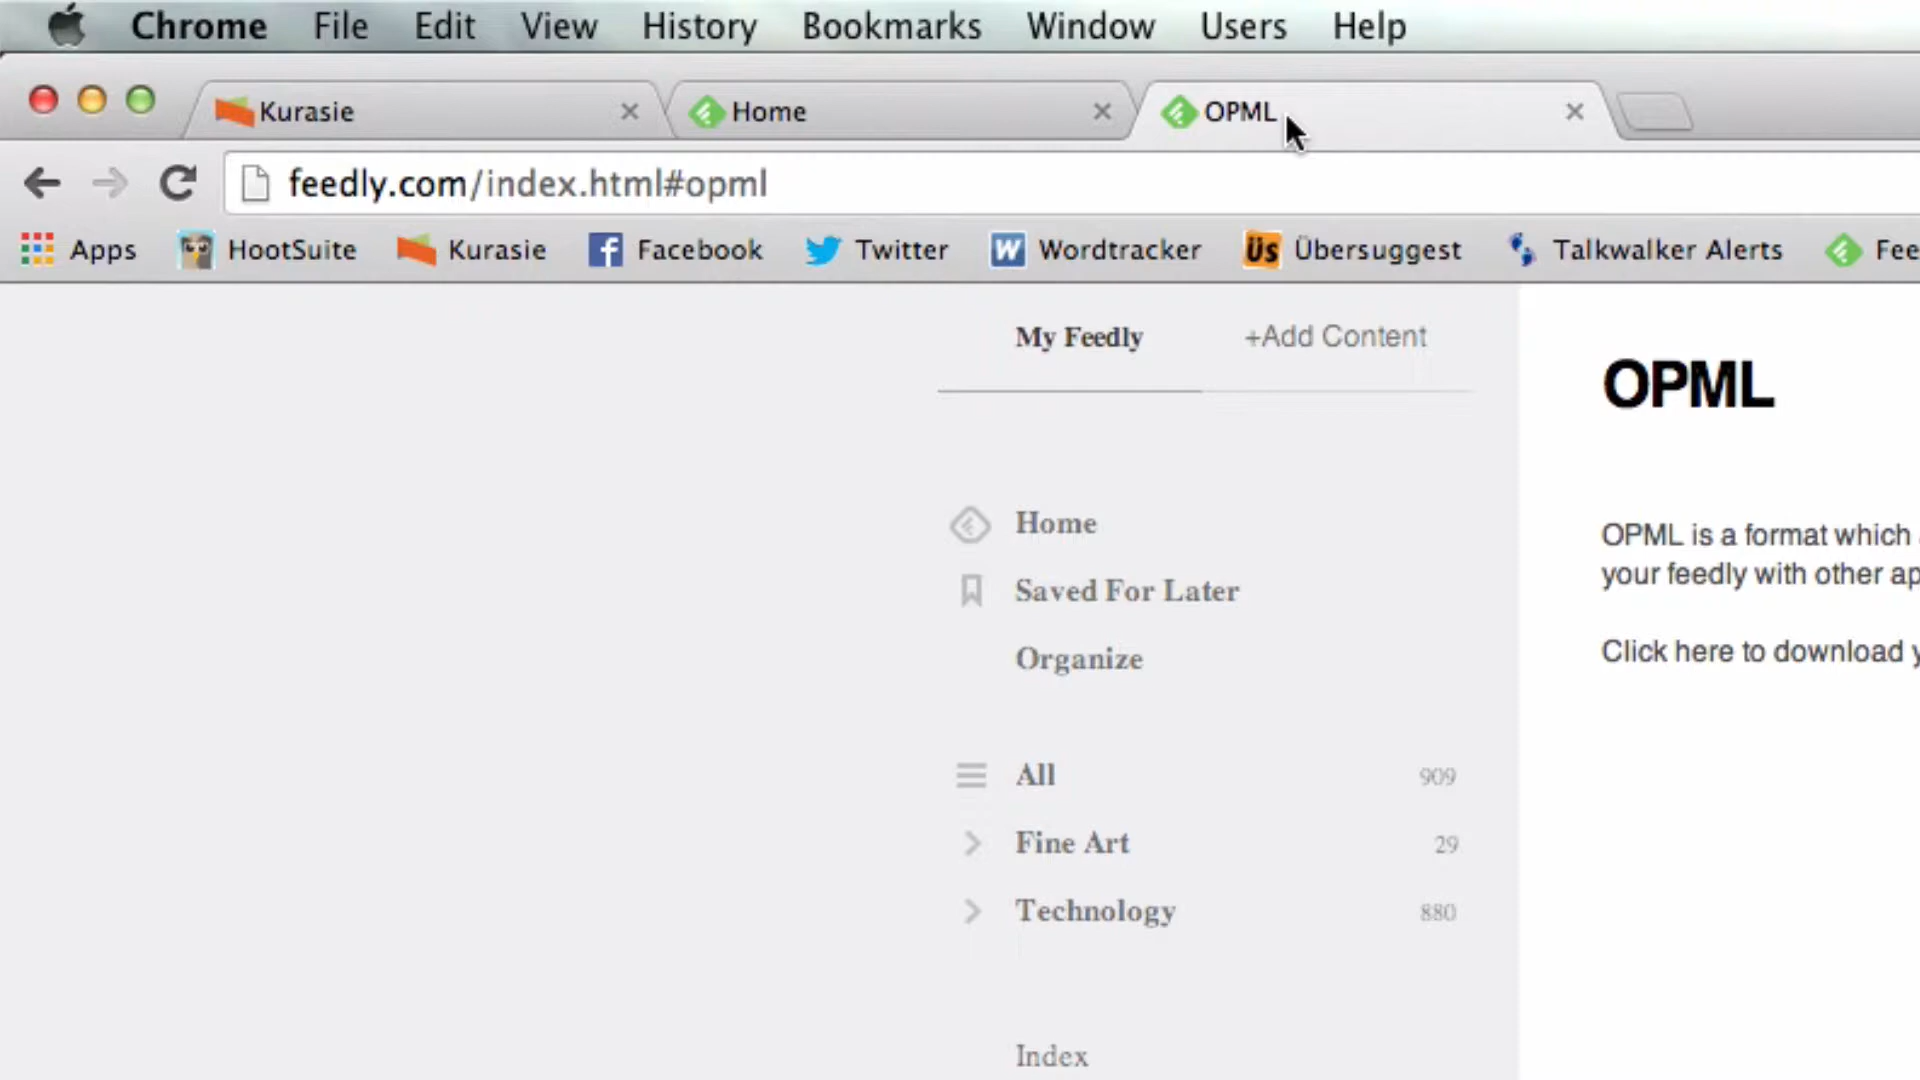 Chrome File Edit View History Bookmarks Window Users Help
Kurasie Home OPML
feedly.com/index.html#opml
Apps HootSuite Kurasie Facebook Twitter Wordtracker Übersuggest Talkwalker Alerts Fee
My Feedly +Add Content
OPML
Home
OPML is a format which
Saved For Later
your feedly with other ap
Organize
Click here to download y
All 909
Fine Art 29
Technology 880
Index